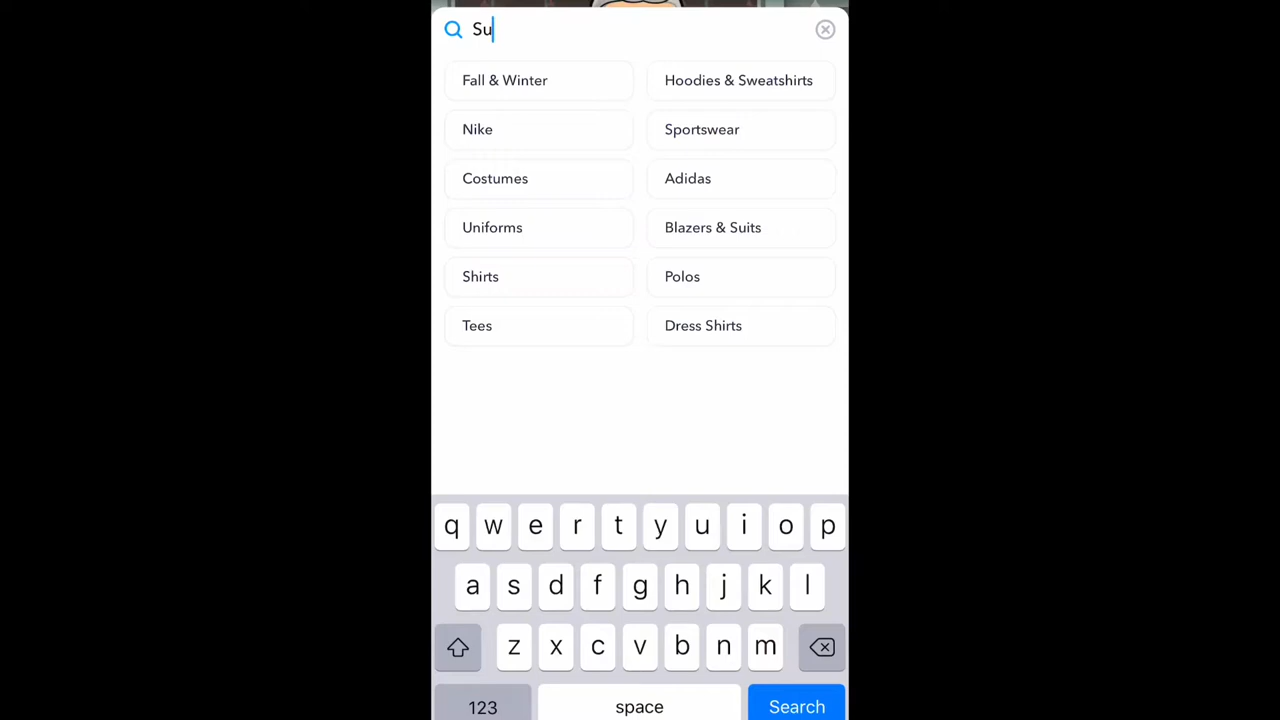 Su
Fall & Winter Hoodies & Sweatshirts
Nike Sportswear
Costumes Adidas
Uniforms Blazers & Suits
Shirts Polos
Tees Dress Shirts
q w e r t y u i o p
a s d f g h j k l
z x c v b n m
123 space Search